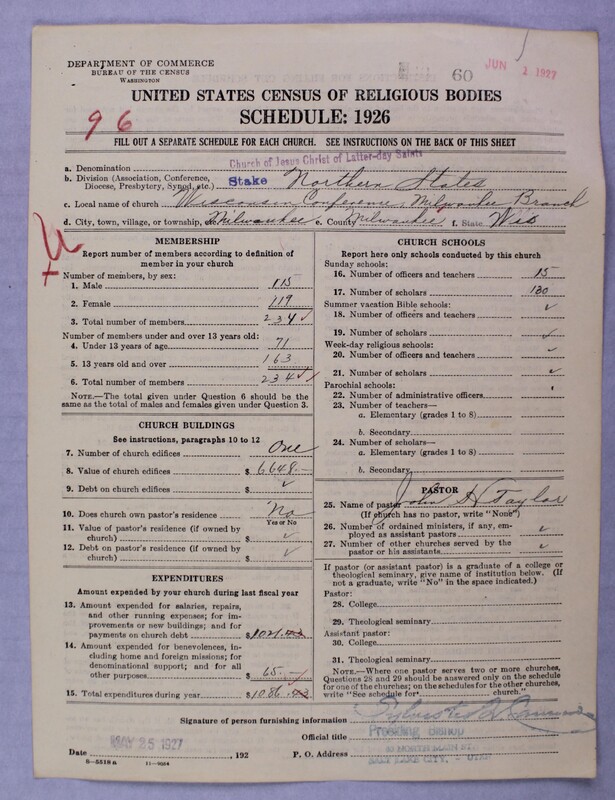 DEPARTMENT OF COMMERCE
BUREAU OF THE CENSUS
WASHINGTON
60
JUN 1 1927
UNITED STATES CENSUS OF RELIGIOUS BODIES
SCHEDULE: 1926
96
FILL OUT A SEPARATE SCHEDULE FOR EACH CHURCH. SEE INSTRUCTIONS ON THE BACK OF THIS SHEET
a. Denomination Church of Jesus Christ of Latter-day Saints
b. Division (Association, Conference, Diocese, Presbytery, Synod, etc.) Stake Northern States
c. Local name of church Wisconsin Conference, Milwaukee Branch
d. City, town, village, or township, etc. Milwaukee e. County Milwaukee f. State Wis
MEMBERSHIP
Report number of members according to definition of
member in your church
Number of members, by sex:
1. Male 115
2. Female 119
3. Total number of members 234
Number of members under and over 13 years old:
4. Under 13 years of age 71
5. 13 years old and over 163
6. Total number of members 234
NOTE.—The total given under Question 6 should be the
same as the total of males and females given under Question 3.
CHURCH BUILDINGS
See instructions, paragraphs 10 to 12
7. Number of church edifices One
8. Value of church edifices $ 6648.—
9. Debt on church edifices $ ✓
10. Does church own pastor's residence? No
Yes or No
11. Value of pastor's residence (if owned by
church) $ ✓
12. Debt on pastor's residence (if owned by
church) $ ✓
EXPENDITURES
Amount expended by your church during last fiscal year
13. Amount expended for salaries, repairs,
and other running expenses; for im-
provements or new buildings; and for
payments on church debt $1021.43
14. Amount expended for benevolences,
including home and foreign missions; for
denominational support; and for all
other purposes $ 65.—
15. Total expenditures during year $1086.43
CHURCH SCHOOLS
Report here only schools conducted by this church
Sunday schools:
16. Number of officers and teachers 15
17. Number of scholars 130
Summer vacation Bible schools:
18. Number of officers and teachers ✓
19. Number of scholars ✓
Week-day religious schools:
20. Number of officers and teachers ✓
21. Number of scholars ✓
Parochial schools:
22. Number of administrative officers
23. Number of teachers—
a. Elementary (grades 1 to 8)
b. Secondary
24. Number of scholars—
a. Elementary (grades 1 to 8)
b. Secondary
PASTOR
25. Name of pastor John H Taylor
(If church has no pastor, write "None")
26. Number of ordained ministers, if any, em-
ployed as assistant pastors ✓
27. Number of other churches served by the
pastor or his assistants ✓
If pastor (or assistant pastor) is a graduate of a college or
theological seminary, give name of institution below. (If
not a graduate, write "No" in the space indicated.)
Pastor:
28. College
29. Theological seminary
Assistant pastor:
30. College
31. Theological seminary
NOTE.—Where one pastor serves two or more churches,
Questions 28 and 29 should be answered only on the schedule
for one of the churches; on the schedules for the other churches,
write "See schedule for church."
Signature of person furnishing information Sylvester Q. Cannon
Official title Presiding Bishop
Date MAY 25 1927 , 192 P. O. Address 40 NORTH MAIN ST.
SALT LAKE CITY, - UTAH
8—5518a 11—9024